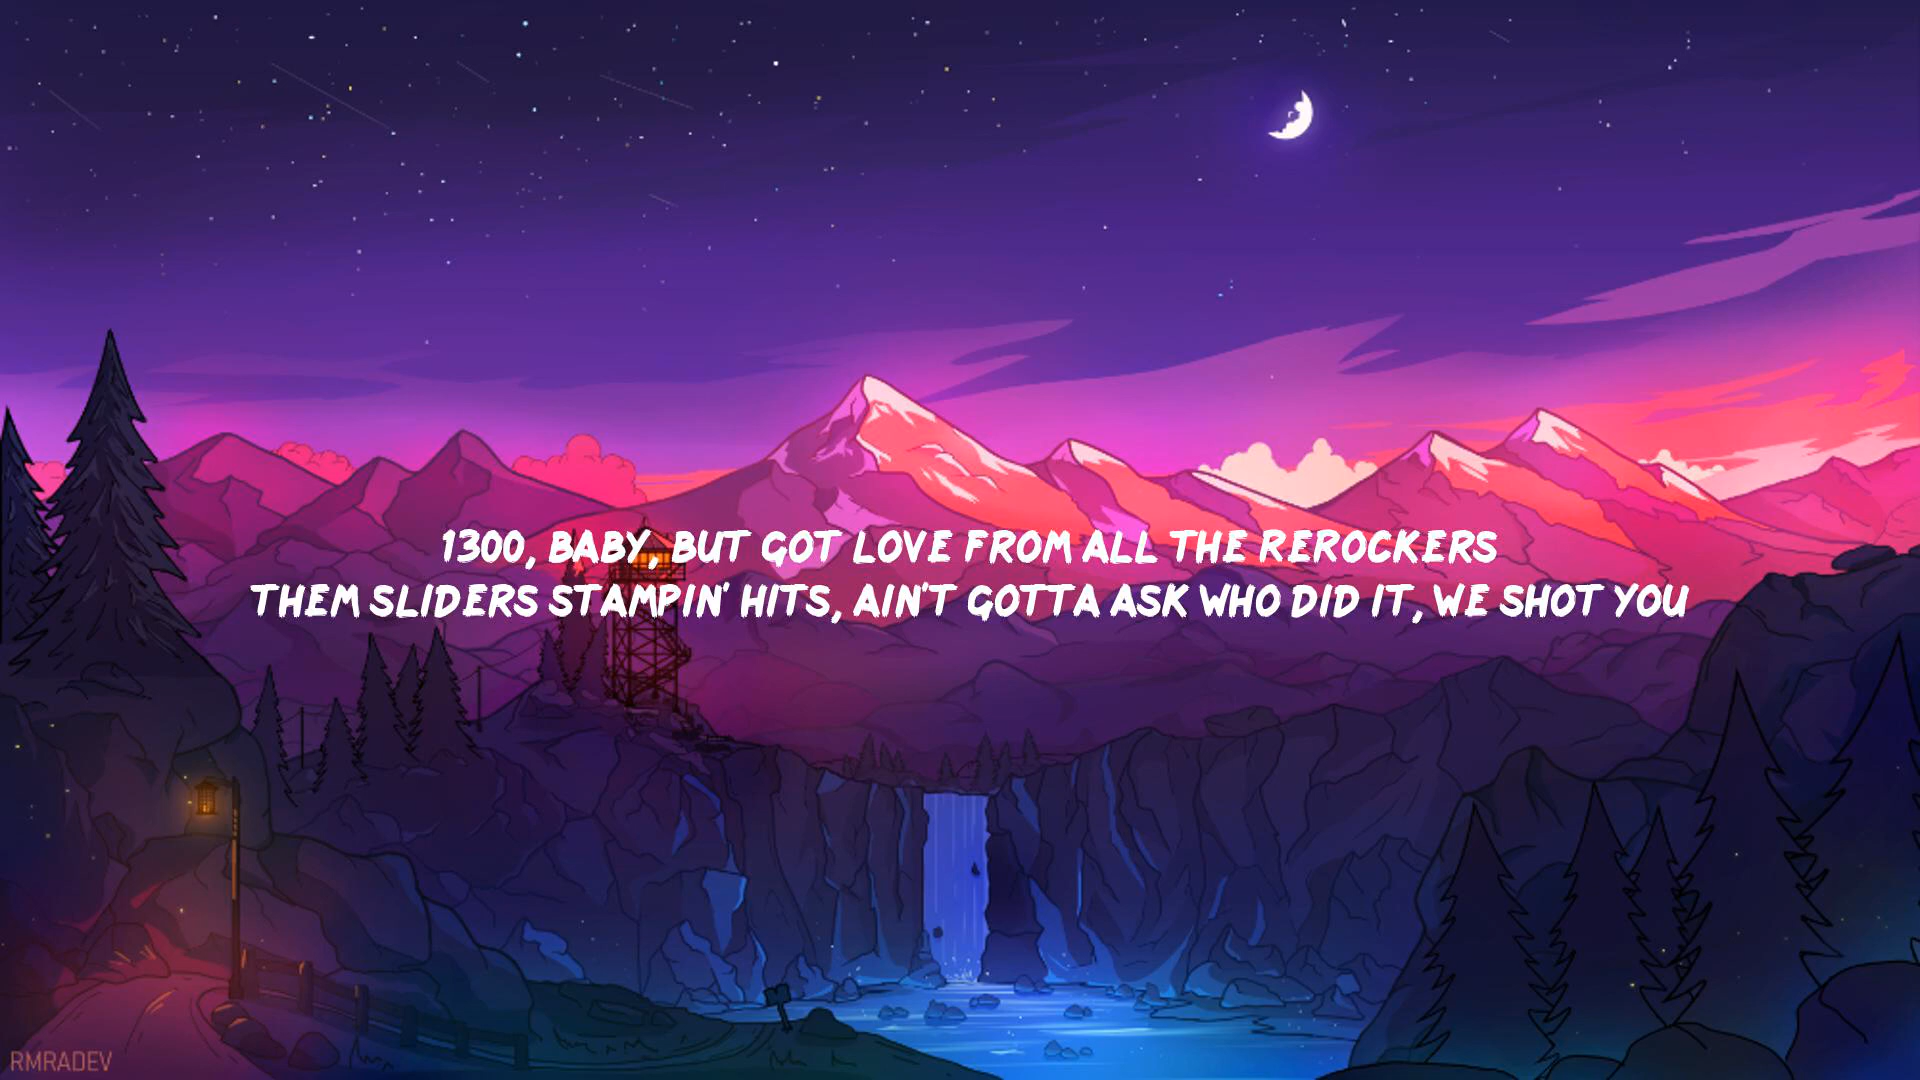 1300, BABY, BUT GOT LOVE FROM ALL THE REROCKERS
THEM SLIDERS STAMPIN' HITS, AIN'T GOTTA ASK WHO DID IT, WE SHOT YOU
RMRADEV